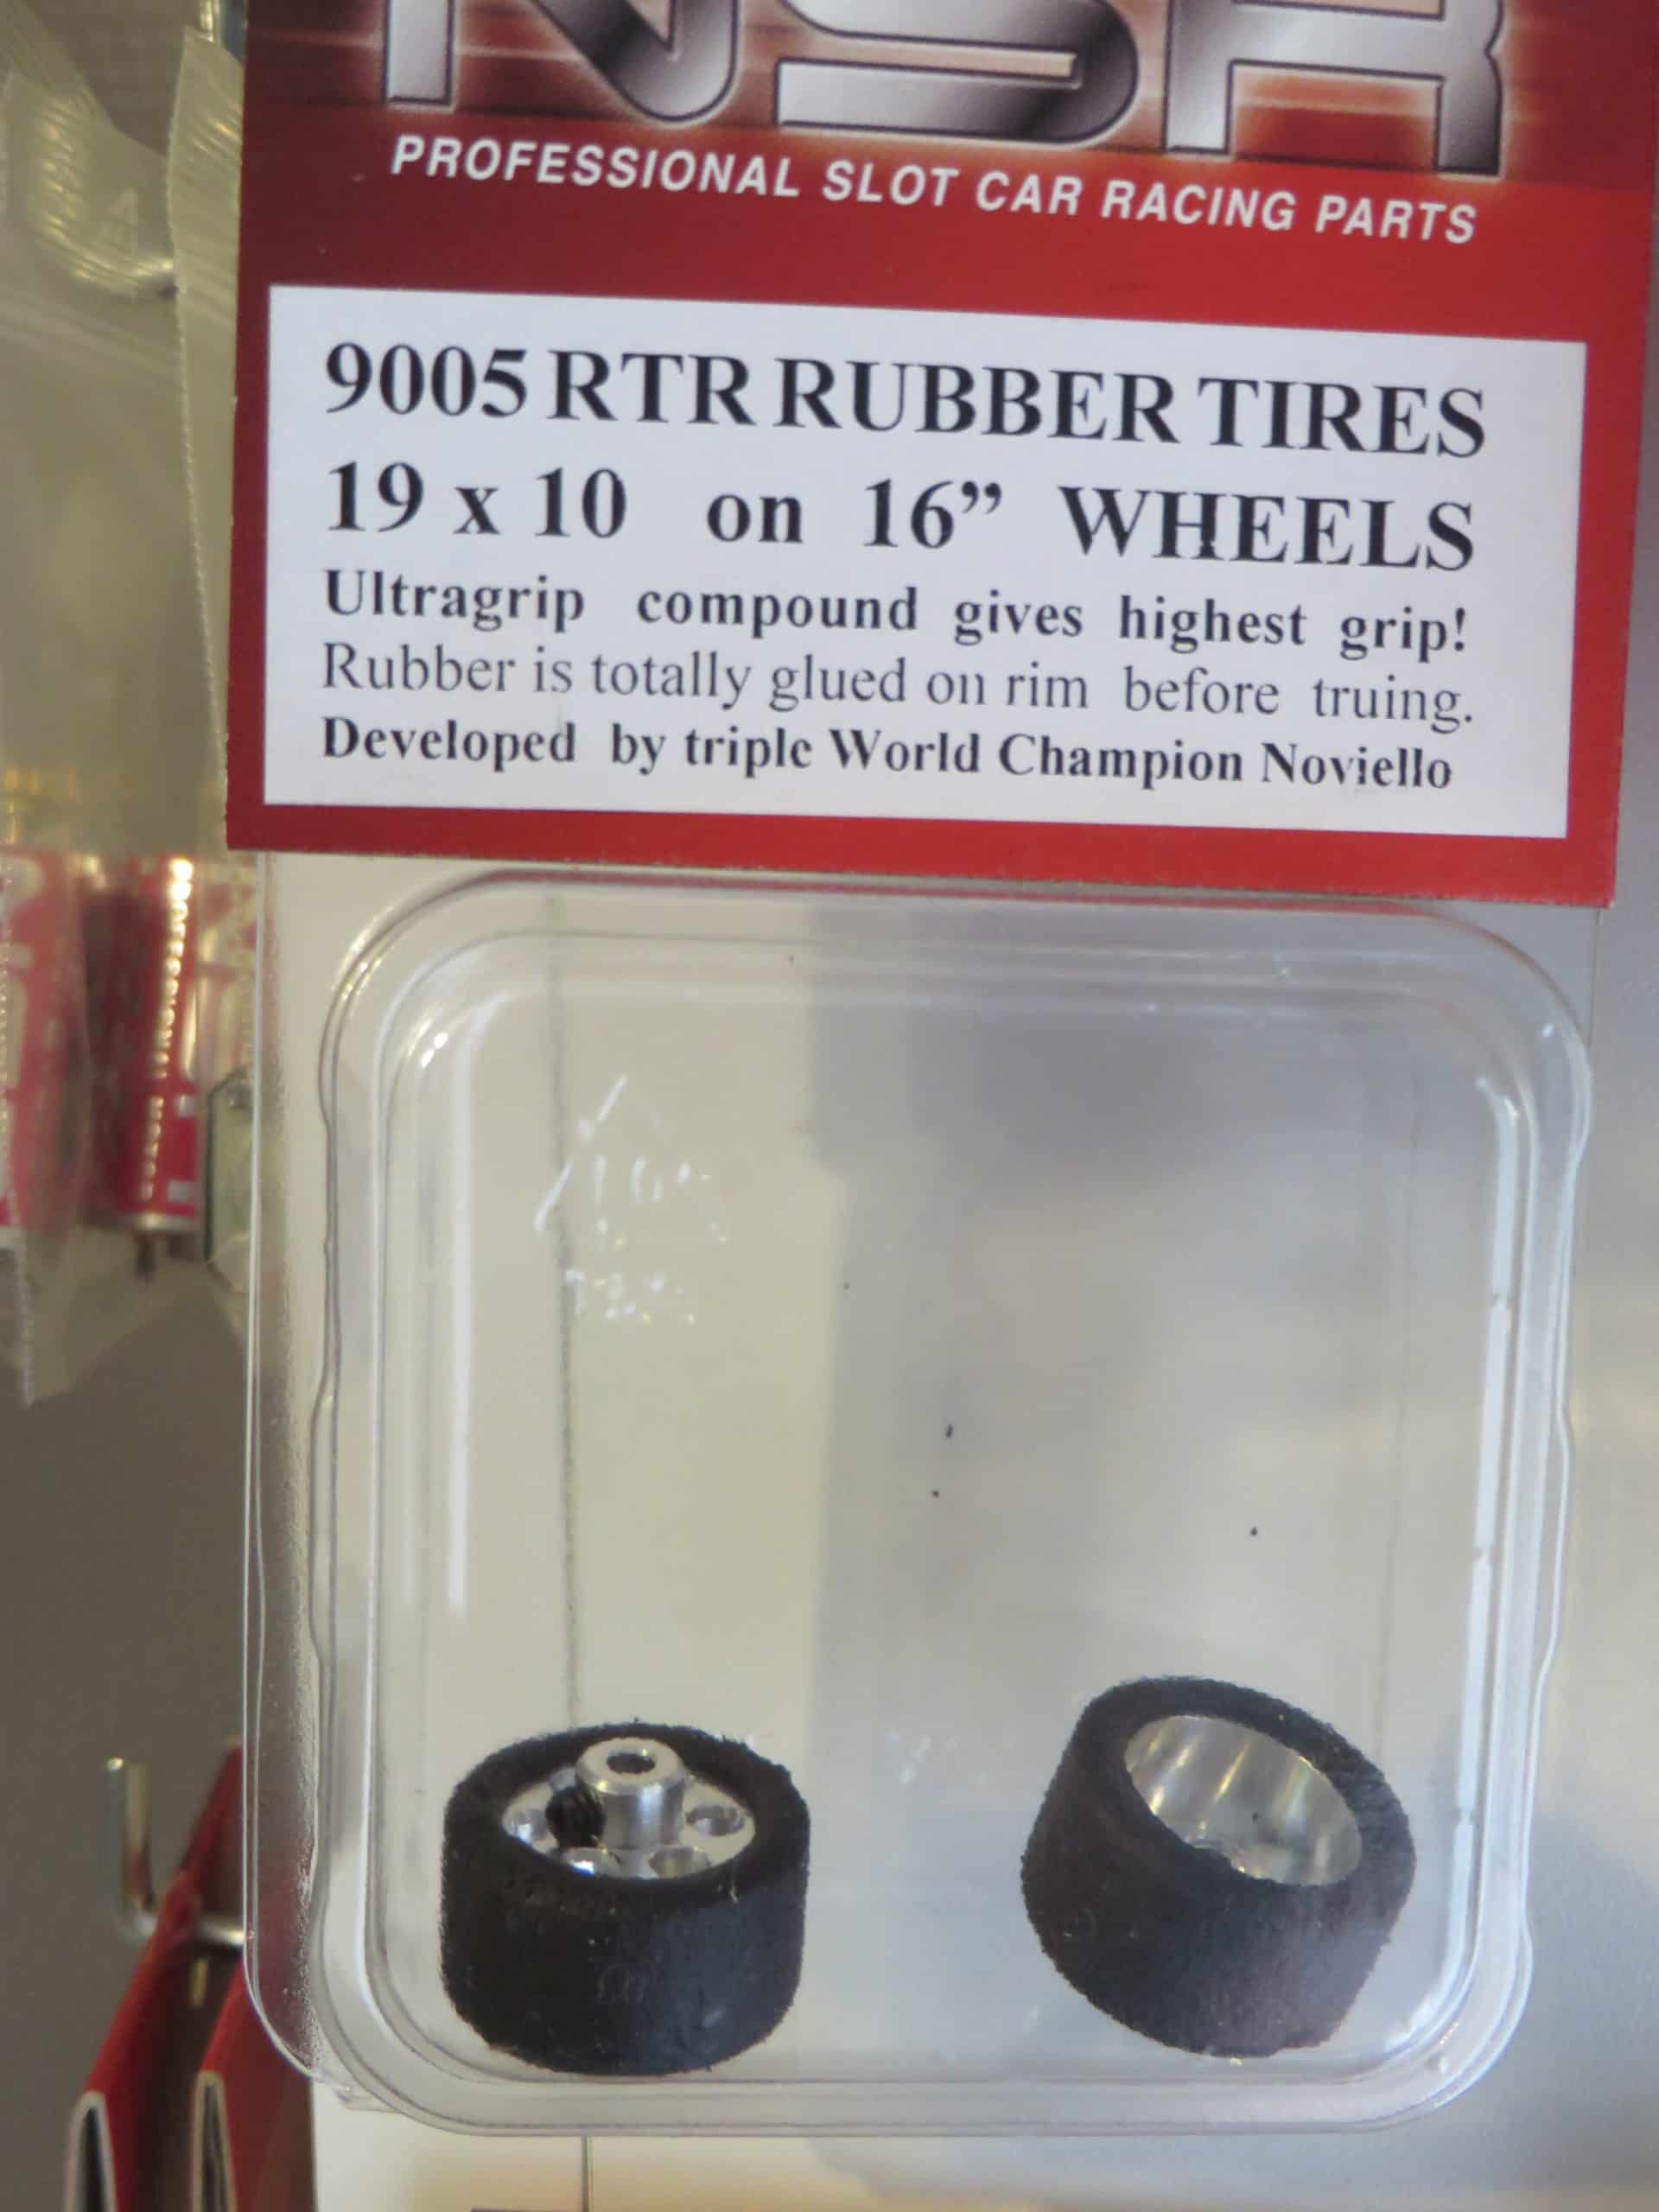 NSR
PROFESSIONAL SLOT CAR RACING PARTS
9005 RTR RUBBER TIRES
19 x 10 on 16” WHEELS
Ultragrip compound gives highest grip!
Rubber is totally glued on rim before truing.
Developed by triple World Champion Noviello